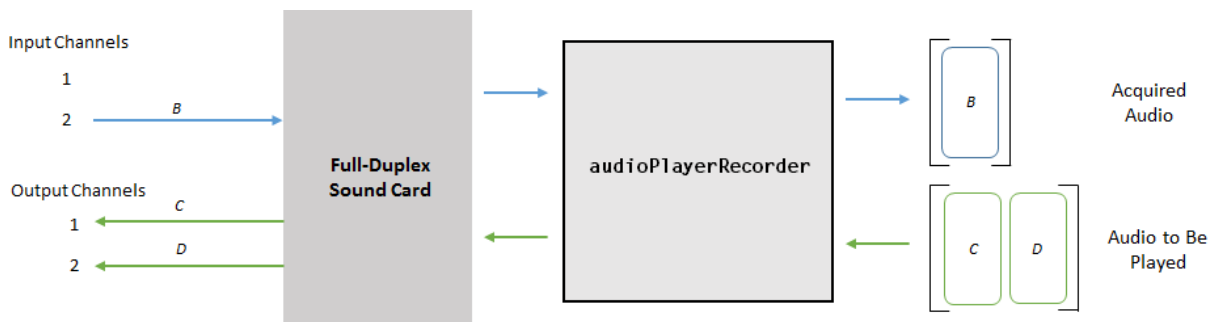 Input Channels
1
2
B
Output Channels
1
C
2
D
Full-Duplex
Sound Card
audioPlayerRecorder
B
Acquired
Audio
C
D
Audio to Be
Played